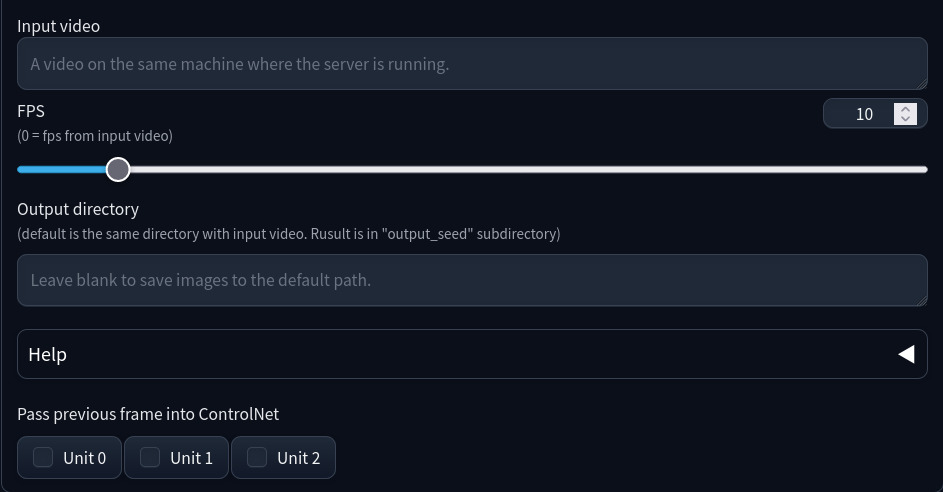 Input video
A video on the same machine where the server is running.
FPS
10
(0 = fps from input video)
Output directory
(default is the same directory with input video. Rusult is in "output_seed" subdirectory)
Leave blank to save images to the default path.
Help
Pass previous frame into ControlNet
Unit 0 Unit 1 Unit 2